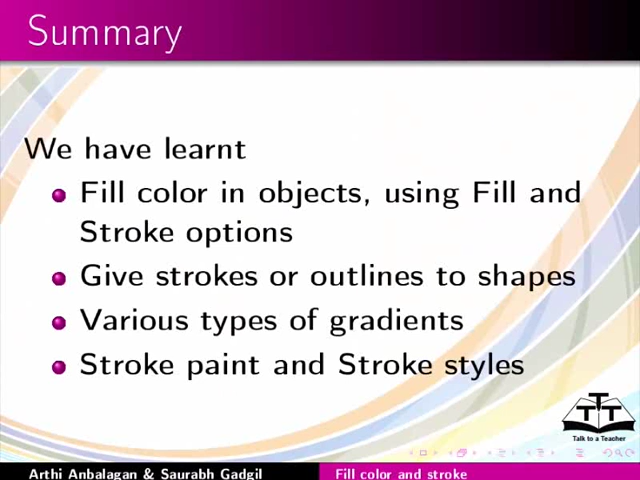 Summary
We have learnt
Fill color in objects, using Fill and
Stroke options
Give strokes or outlines to shapes
Various types of gradients
Stroke paint and Stroke styles
TTT
Talk to a Teacher
Arthi Anbalagan & Saurabh Gadgil Fill color and stroke